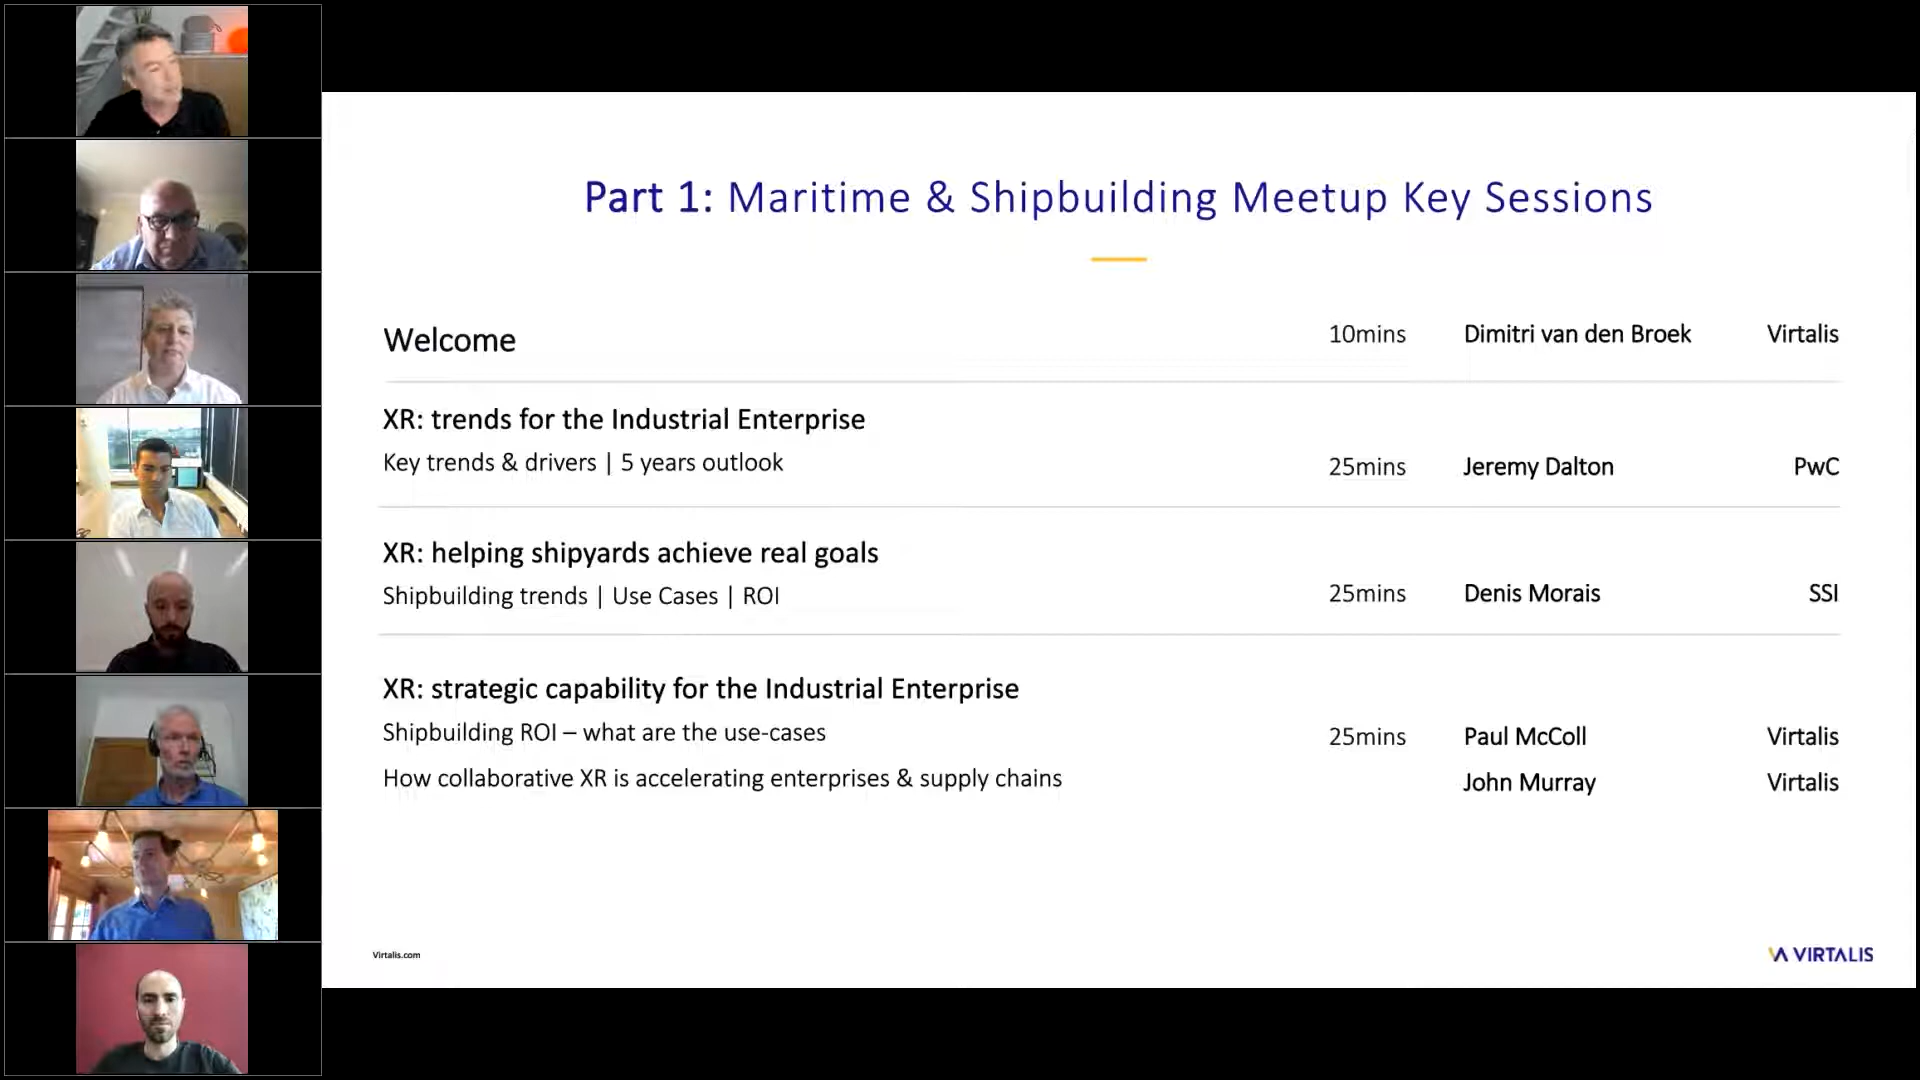 Part 1: Maritime & Shipbuilding Meetup Key Sessions
Welcome 10mins Dimitri van den Broek Virtalis
XR: trends for the Industrial Enterprise
Key trends & drivers | 5 years outlook 25mins Jeremy Dalton PwC
XR: helping shipyards achieve real goals
Shipbuilding trends | Use Cases | ROI 25mins Denis Morais SSI
XR: strategic capability for the Industrial Enterprise
Shipbuilding ROI – what are the use-cases 25mins Paul McColl Virtalis
How collaborative XR is accelerating enterprises & supply chains John Murray Virtalis
Virtalis.com VIRTALIS